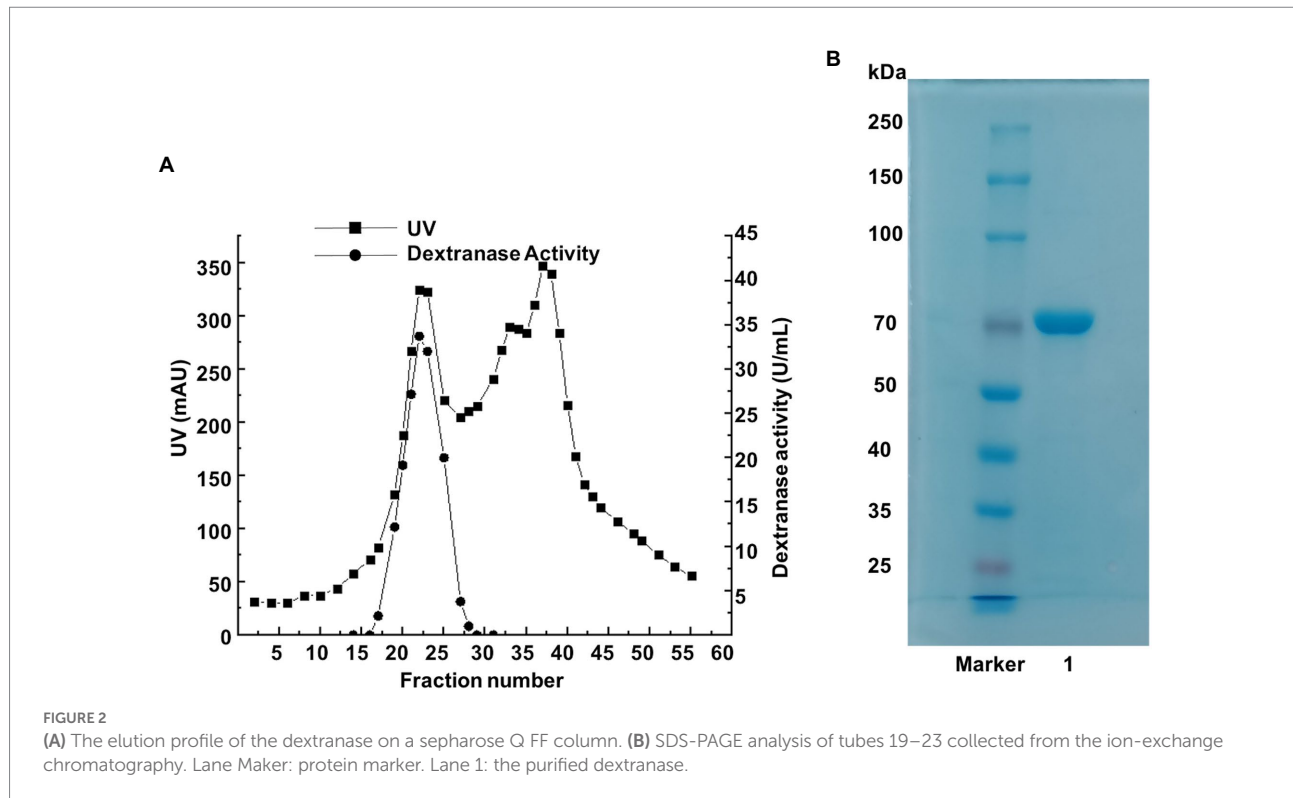 A
UV
Dextranase Activity
350
300
250
200
150
100
50
0
UV (mAU)
45
40
35
30
25
20
15
10
5
Dextranase activity (U/mL)
5 10 15 20 25 30 35 40 45 50 55 60
Fraction number
B
kDa
250
150
100
70
50
40
35
25
Marker 1
FIGURE 2
(A) The elution profile of the dextranase on a sepharose Q FF column. (B) SDS-PAGE analysis of tubes 19–23 collected from the ion-exchange
chromatography. Lane Maker: protein marker. Lane 1: the purified dextranase.